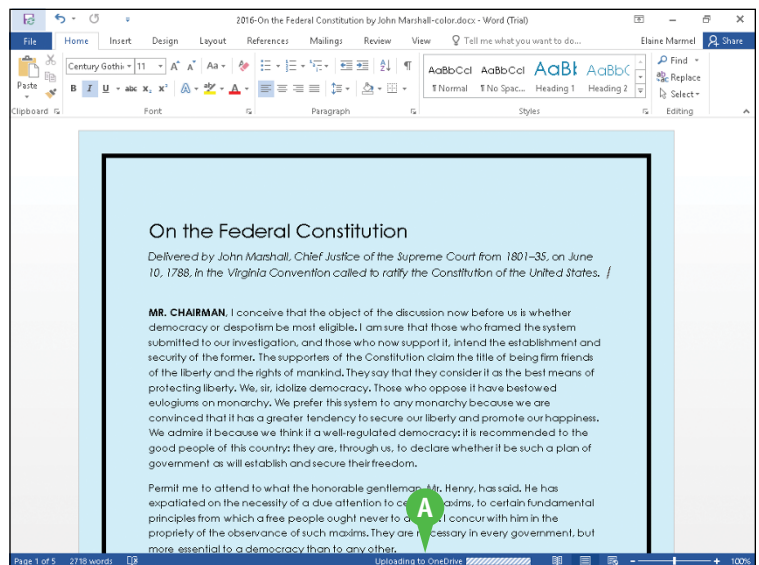 2016-On the Federal Constitution by John Marshall-color.docx - Word (Trial)
File Home Insert Design Layout References Mailings Review View Tell me what you want to do... Elaine Marmel Share
Century Gothic 11 A A Aa
Paste
B I U abc x₂ x² A A
AaBbCcI AaBbCcI AaBb AaBbC
¶ Normal ¶ No Spac... Heading 1 Heading 2
Find
Replace
Select
Clipboard Font Paragraph Styles Editing
On the Federal Constitution
Delivered by John Marshall, Chief Justice of the Supreme Court from 1801–35, on June
10, 1788, in the Virginia Convention called to ratify the Constitution of the United States.
MR. CHAIRMAN, I conceive that the object of the discussion now before us is whether
democracy or despotism be most eligible. I am sure that those who framed the system
submitted to our investigation, and those who now support it, intend the establishment and
security of the former. The supporters of the Constitution claim the title of being firm friends
of the liberty and the rights of mankind. They say that they consider it as the best means of
protecting liberty. We, sir, idolize democracy. Those who oppose it have bestowed
eulogiums on monarchy. We prefer this system to any monarchy because we are
convinced that it has a greater tendency to secure our liberty and promote our happiness.
We admire it because we think it a well-regulated democracy: it is recommended to the
good people of this country: they are, through us, to declare whether it be such a plan of
government as will establish and secure their freedom.
Permit me to attend to what the honorable gentleman, Mr. Henry, has said. He has
expatiated on the necessity of a due attention to ce axims, to certain fundamental
principles from which a free people ought never to I concur with him in the
propriety of the observance of such maxims. They are necessary in every government, but
more essential to a democracy than to any other.
A
Page 1 of 5 2718 words Uploading to OneDrive 100%